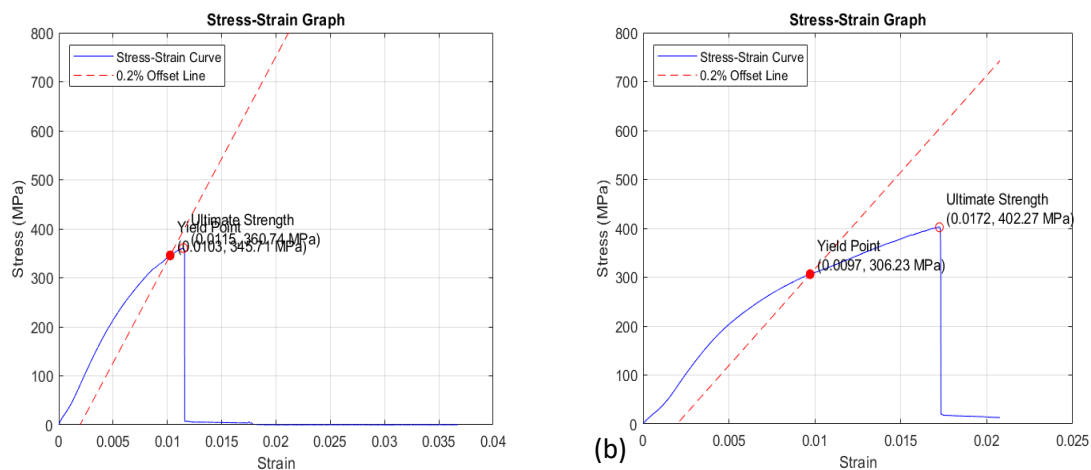 Stress-Strain Graph
800
700
600
500
400
300
200
100
0
Stress (MPa)
Stress-Strain Curve
0.2% Offset Line
Ultimate Strength
(0.0115, 360.74 MPa)
Yield Point
(0.0103, 345.71 MPa)
0 0.005 0.01 0.015 0.02 0.025 0.03 0.035 0.04
Strain
Stress-Strain Graph
800
700
600
500
400
300
200
100
0
Stress (MPa)
Stress-Strain Curve
0.2% Offset Line
Ultimate Strength
(0.0172, 402.27 MPa)
Yield Point
(0.0097, 306.23 MPa)
0 0.005 0.01 0.015 0.02 0.025
Strain
(b)